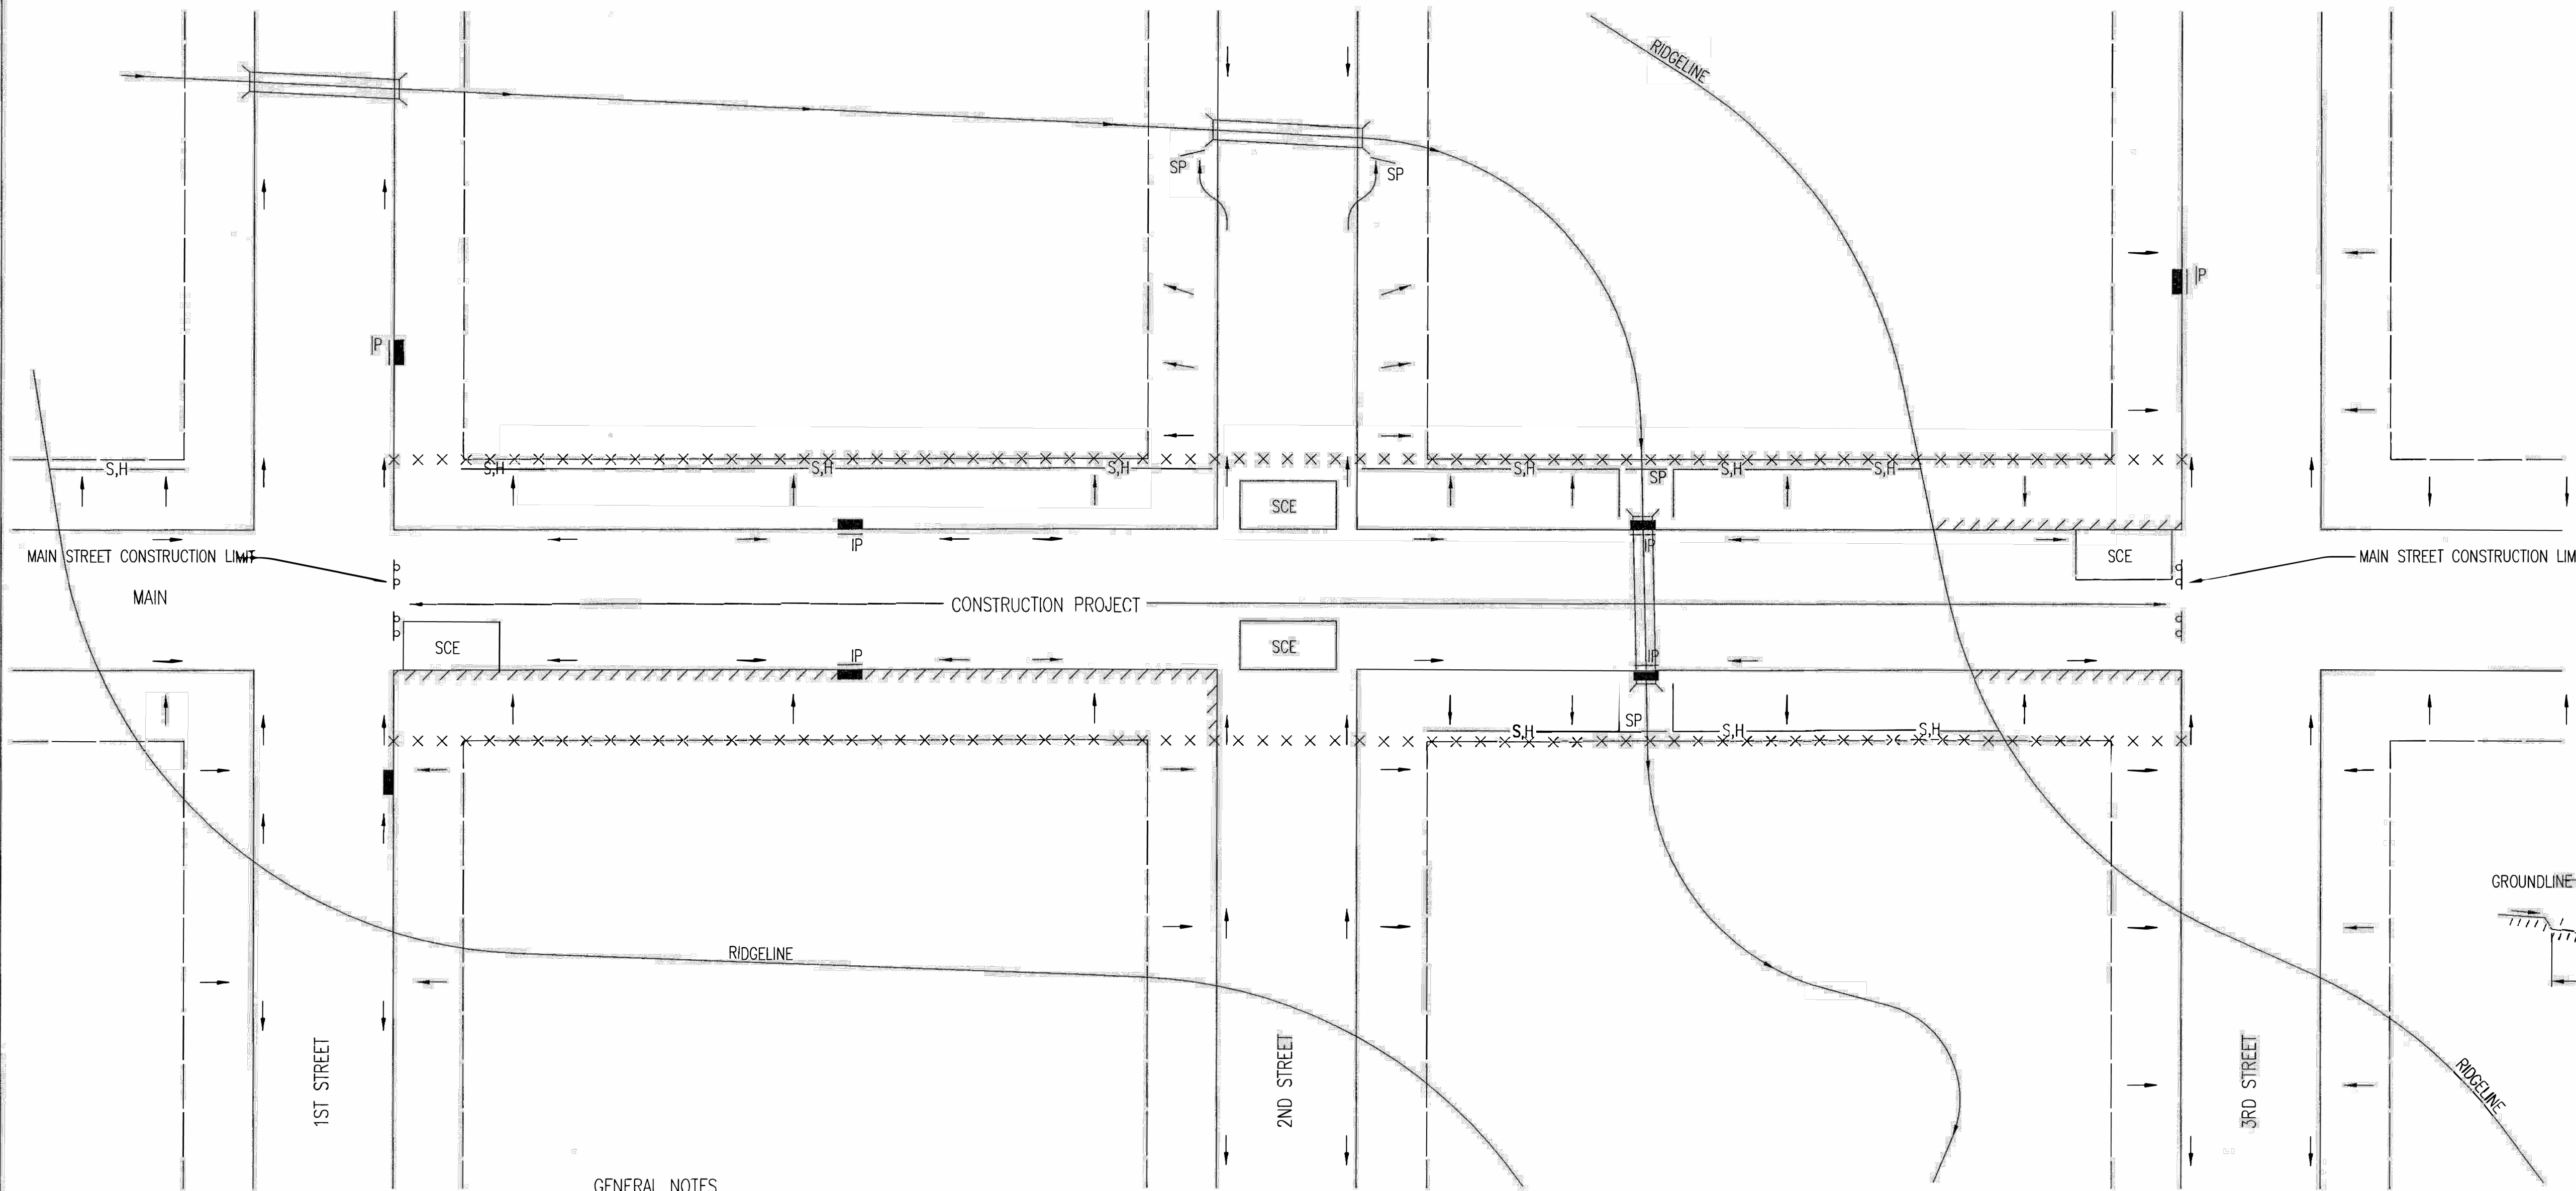 RIDGELINE
SP
SP
IP
IP
S,H
S,H
S,H
S,H
S,H
SP
S,H
S,H
SCE
IP
IP
MAIN STREET CONSTRUCTION LIMIT
SCE
MAIN STREET CONSTRUCTION LIM
MAIN
CONSTRUCTION PROJECT
SCE
SCE
IP
IP
S,H
SP
S,H
S,H
GROUNDLINE
RIDGELINE
1ST STREET
2ND STREET
3RD STREET
RIDGELINE
GENERAL NOTES